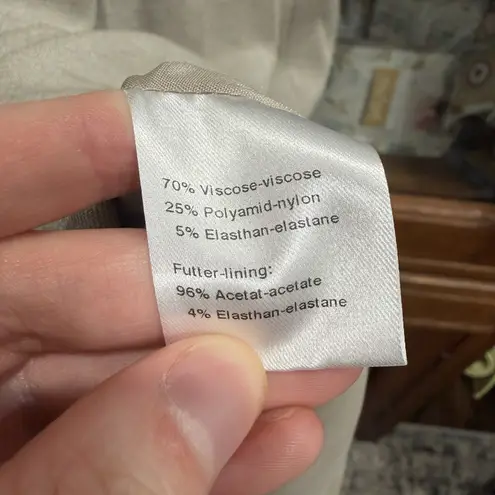 70% Viscose-viscose
25% Polyamid-nylon
5% Elasthan-elastane
Futter-lining:
96% Acetat-acetate
4% Elasthan-elastane